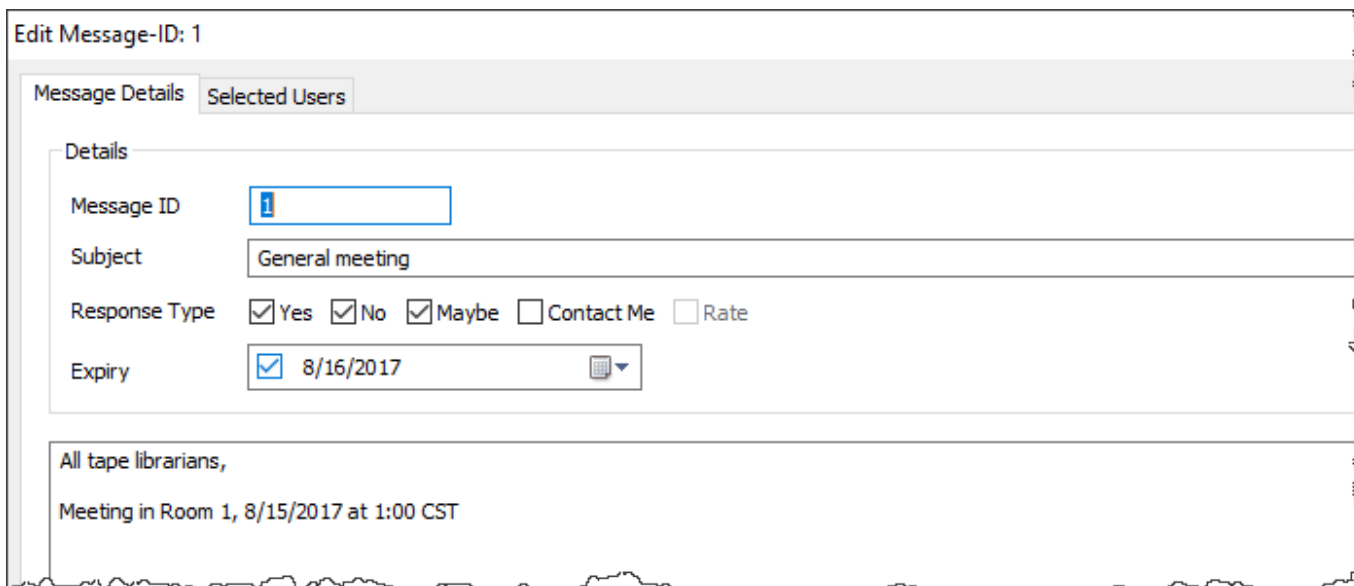 Edit Message-ID: 1
Message Details Selected Users
Details
Message ID 1
Subject General meeting
Response Type Yes No Maybe Contact Me Rate
Expiry 8/16/2017
All tape librarians,
Meeting in Room 1, 8/15/2017 at 1:00 CST